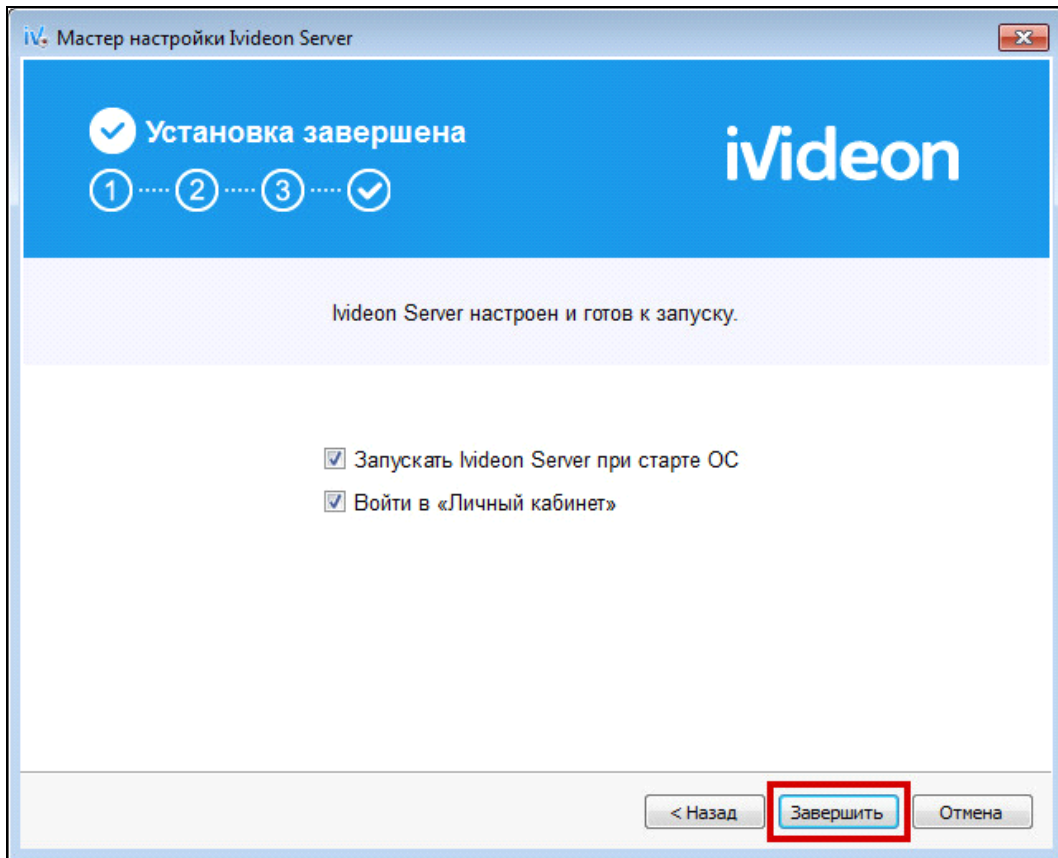 Мастер настройки Ivideon Server
Установка завершена
ivideon
1 2 3
Ivideon Server настроен и готов к запуску.
Запускать Ivideon Server при старте ОС
Войти в «Личный кабинет»
< Назад Завершить Отмена